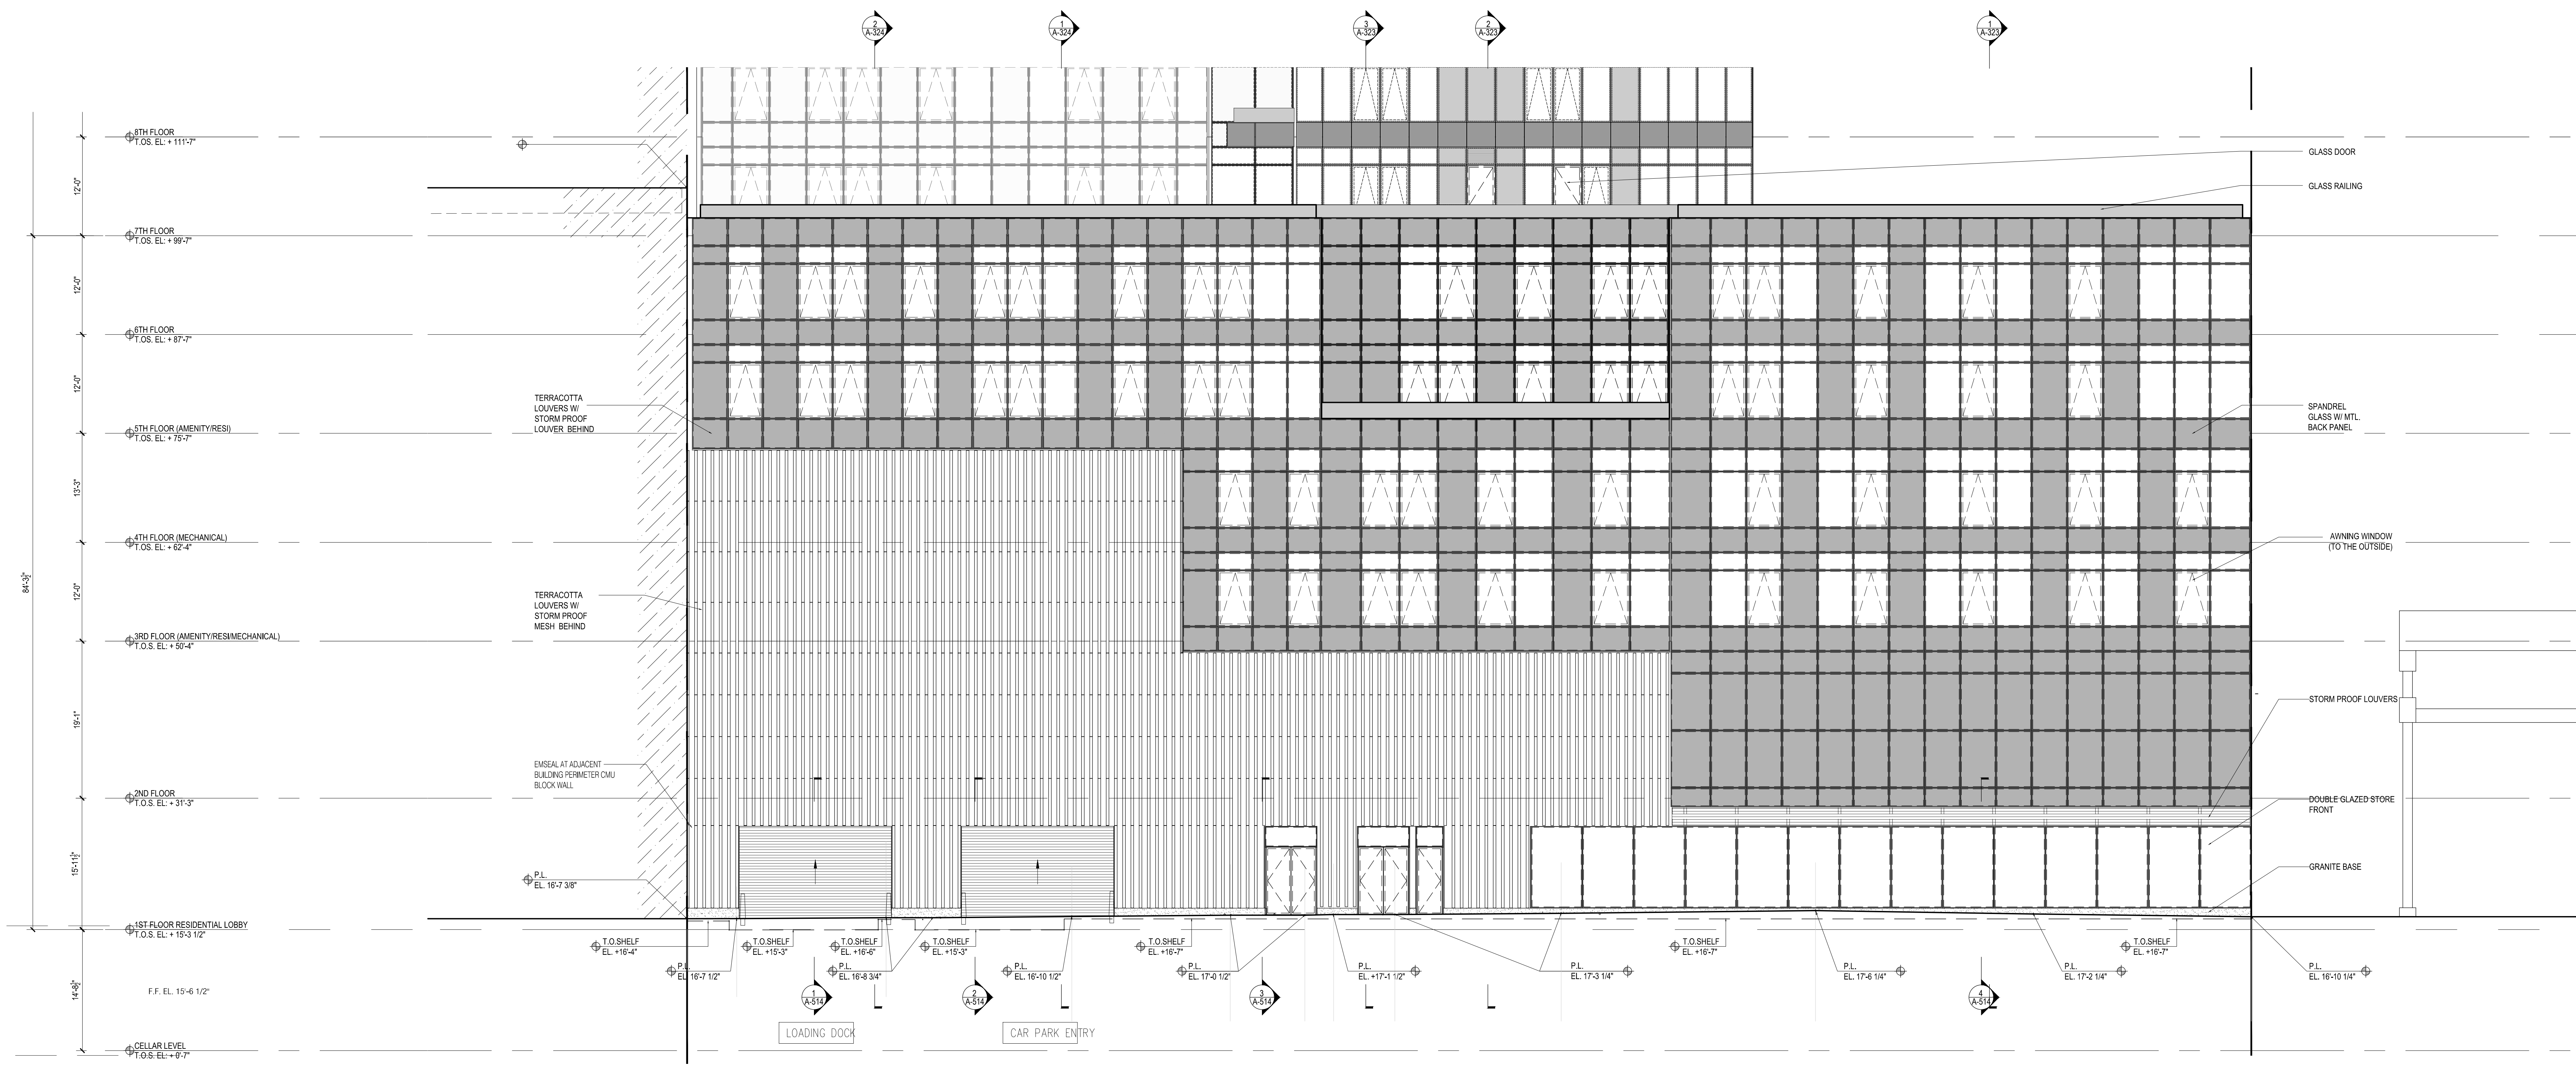 2
A-324
1
A-324
3
A-323
2
A-323
1
A-323
8TH FLOOR
T.OS. EL: + 111'-7"
12'-0"
7TH FLOOR
T.OS. EL: + 99'-7"
12'-0"
6TH FLOOR
T.OS. EL: + 87'-7"
12'-0"
5TH FLOOR (AMENITY/RESI)
T.OS. EL: + 75'-7"
13'-3"
4TH FLOOR (MECHANICAL)
T.OS. EL: + 62'-4"
12'-0"
3RD FLOOR (AMENITY/RESI/MECHANICAL)
T.O.S. EL: + 50'-4"
19'-1"
2ND FLOOR
T.O.S. EL: + 31'-3"
15'-11½"
1ST FLOOR RESIDENTIAL LOBBY
T.O.S. EL: + 15'-3 1/2"
14'-8½"
F.F. EL. 15'-6 1/2"
CELLAR LEVEL
T.O.S. EL: + 0'-7"
84'-3½"
TERRACOTTA
LOUVERS W/
STORM PROOF
LOUVER BEHIND
TERRACOTTA
LOUVERS W/
STORM PROOF
MESH BEHIND
EMSEAL AT ADJACENT
BUILDING PERIMETER CMU
BLOCK WALL
P.L.
EL. 16'-7 3/8"
GLASS DOOR
GLASS RAILING
SPANDREL
GLASS W/ MTL.
BACK PANEL
AWNING WINDOW
(TO THE OUTSIDE)
STORM PROOF LOUVERS
DOUBLE GLAZED STORE
FRONT
GRANITE BASE
T.O.SHELF
EL. +16'-4"
T.O.SHELF
EL. +15'-3"
T.O.SHELF
EL. +16'-6"
T.O.SHELF
EL. +15'-3"
T.O.SHELF
EL. +16'-7"
T.O.SHELF
EL. +16'-7"
T.O.SHELF
EL. +16'-7"
P.L.
EL. 16'-7 1/2"
P.L.
EL. 16'-8 3/4"
P.L.
EL. 16'-10 1/2"
P.L.
EL. 17'-0 1/2"
P.L.
EL. +17'-1 1/2"
P.L.
EL. 17'-3 1/4"
P.L.
EL. 17'-6 1/4"
P.L.
EL. 17'-2 1/4"
P.L.
EL. 16'-10 1/4"
1
A-514
2
A-514
3
A-514
4
A-514
LOADING DOCK
CAR PARK ENTRY